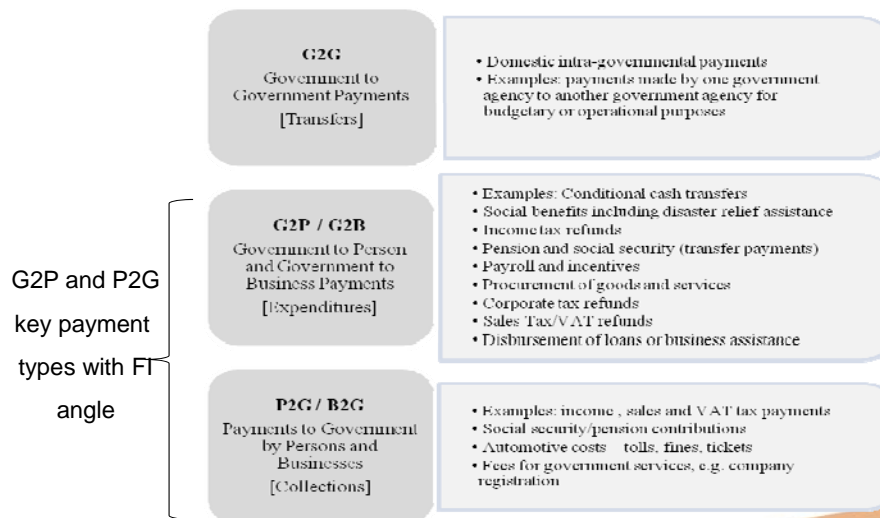 G2G
Government to
Government Payments
[Transfers]
• Domestic intra-governmental payments
• Examples: payments made by one government
agency to another government agency for
budgetary or operational purposes
G2P and P2G
key payment
types with FI
angle
G2P / G2B
Government to Person
and Government to
Business Payments
[Expenditures]
• Examples: Conditional cash transfers
• Social benefits including disaster relief assistance
• Income tax refunds
• Pension and social security (transfer payments)
• Payroll and incentives
• Procurement of goods and services
• Corporate tax refunds
• Sales Tax/VAT refunds
• Disbursement of loans or business assistance
P2G / B2G
Payments to Government
by Persons and
Businesses
[Collections]
• Examples: income , sales and VAT tax payments
• Social security/pension contributions
• Automotive costs tolls, fines, tickets
• Fees for government services, e.g. company
registration